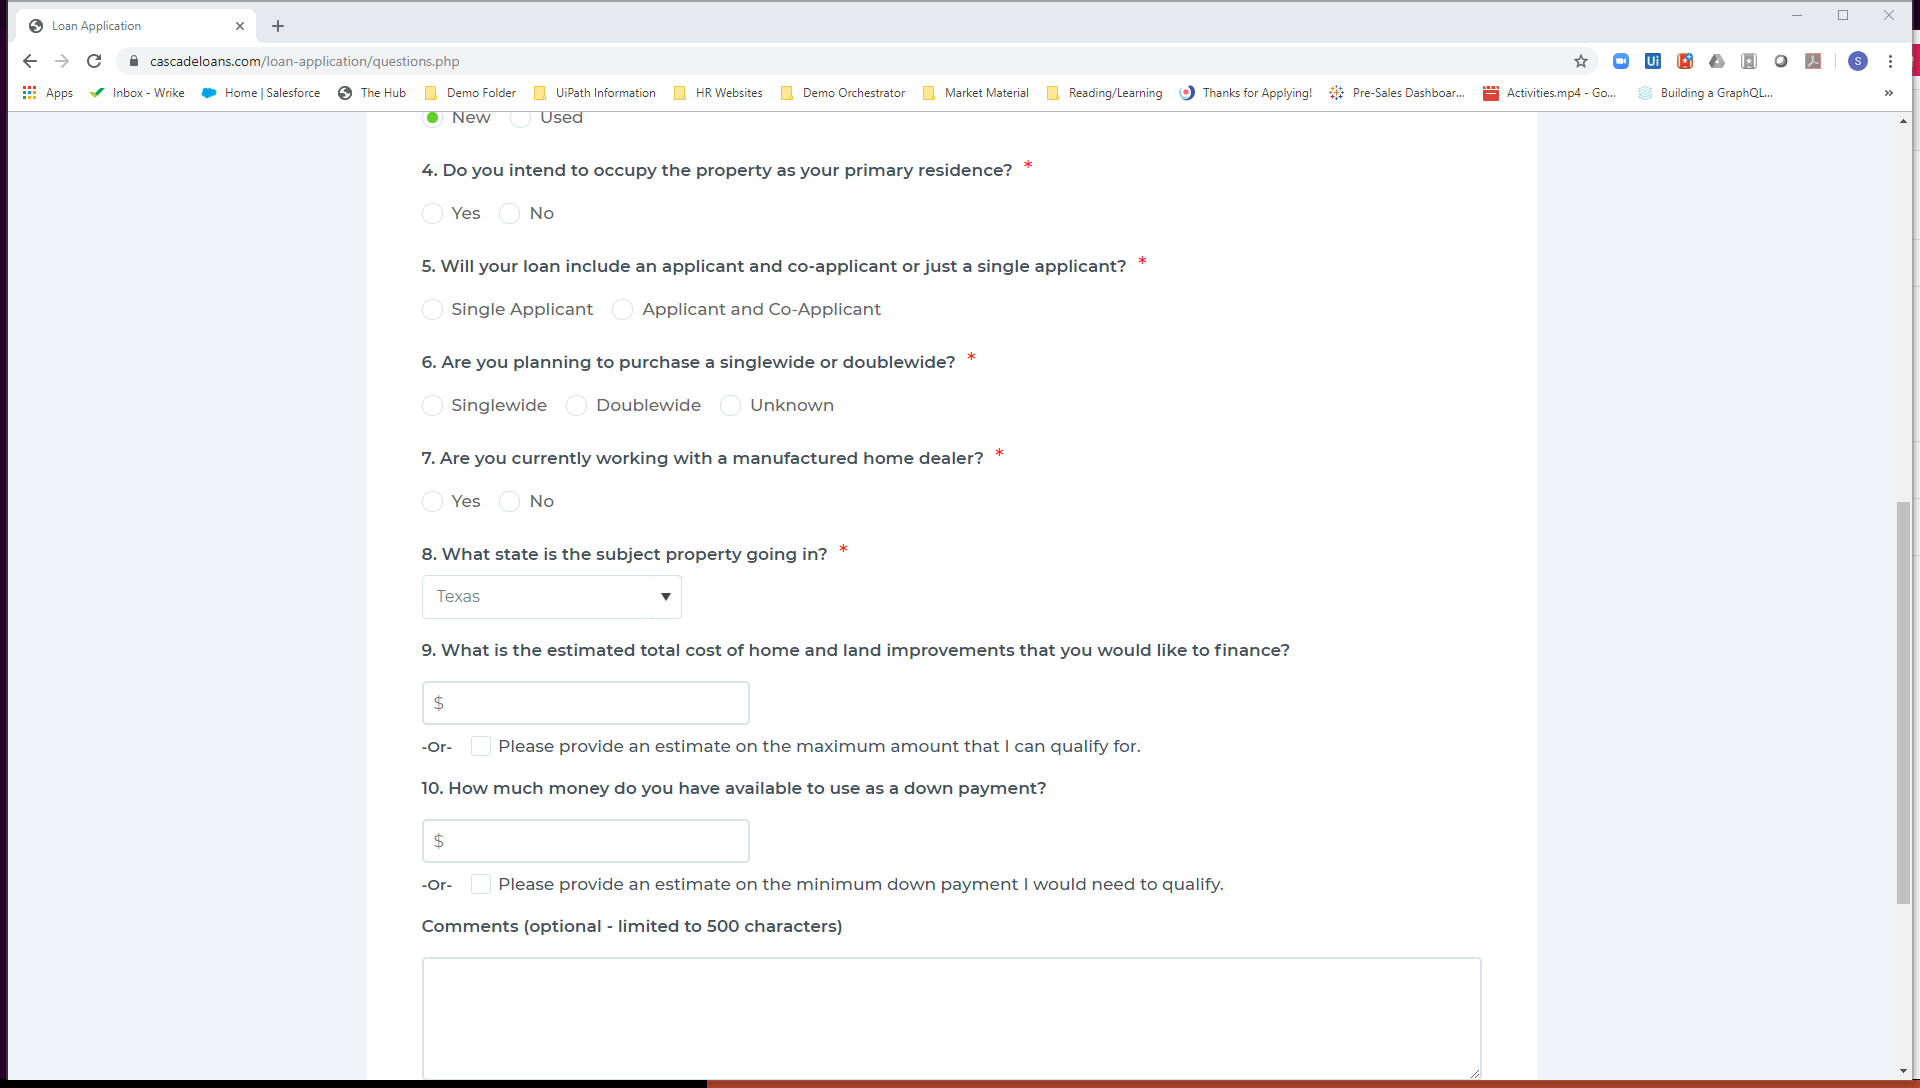 Loan Application
cascadeloans.com/loan-application/questions.php
Ui
S
Apps Inbox - Wrike Home | Salesforce The Hub Demo Folder UiPath Information HR Websites Demo Orchestrator Market Material Reading/Learning Thanks for Applying! Pre-Sales Dashboar... Activities.mp4 - Go... Building a GraphQL... »
New Used
4. Do you intend to occupy the property as your primary residence? *
Yes No
5. Will your loan include an applicant and co-applicant or just a single applicant? *
Single Applicant Applicant and Co-Applicant
6. Are you planning to purchase a singlewide or doublewide? *
Singlewide Doublewide Unknown
7. Are you currently working with a manufactured home dealer? *
Yes No
8. What state is the subject property going in? *
Texas
9. What is the estimated total cost of home and land improvements that you would like to finance?
$
-Or- Please provide an estimate on the maximum amount that I can qualify for.
10. How much money do you have available to use as a down payment?
$
-Or- Please provide an estimate on the minimum down payment I would need to qualify.
Comments (optional - limited to 500 characters)